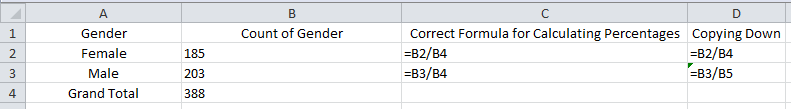 A B C D
1 Gender Count of Gender Correct Formula for Calculating Percentages Copying Down
2 Female 185 =B2/B4 =B2/B4
3 Male 203 =B3/B4 =B3/B5
4 Grand Total 388